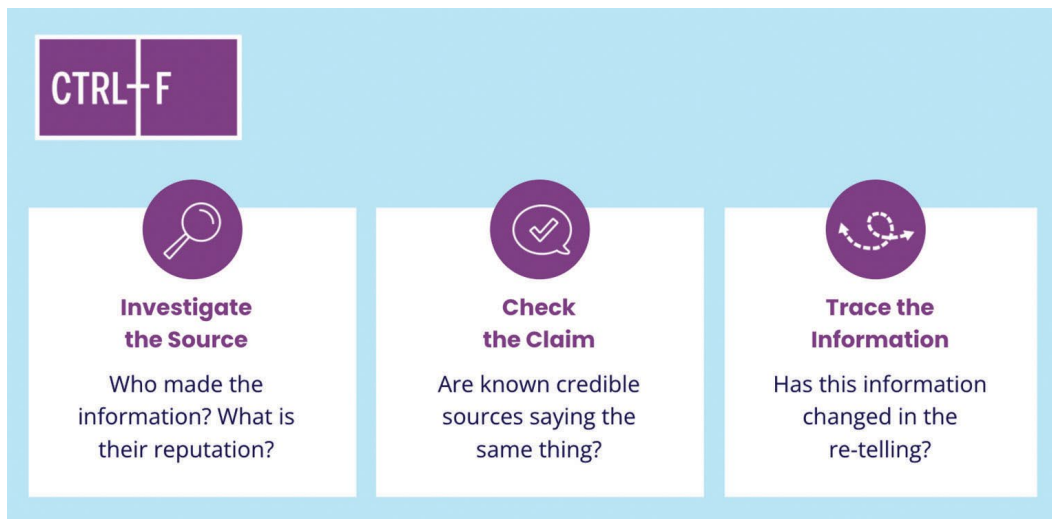 CTRL+F
Investigate
the Source
Who made the
information? What is
their reputation?
Check
the Claim
Are known credible
sources saying the
same thing?
Trace the
Information
Has this information
changed in the
re-telling?